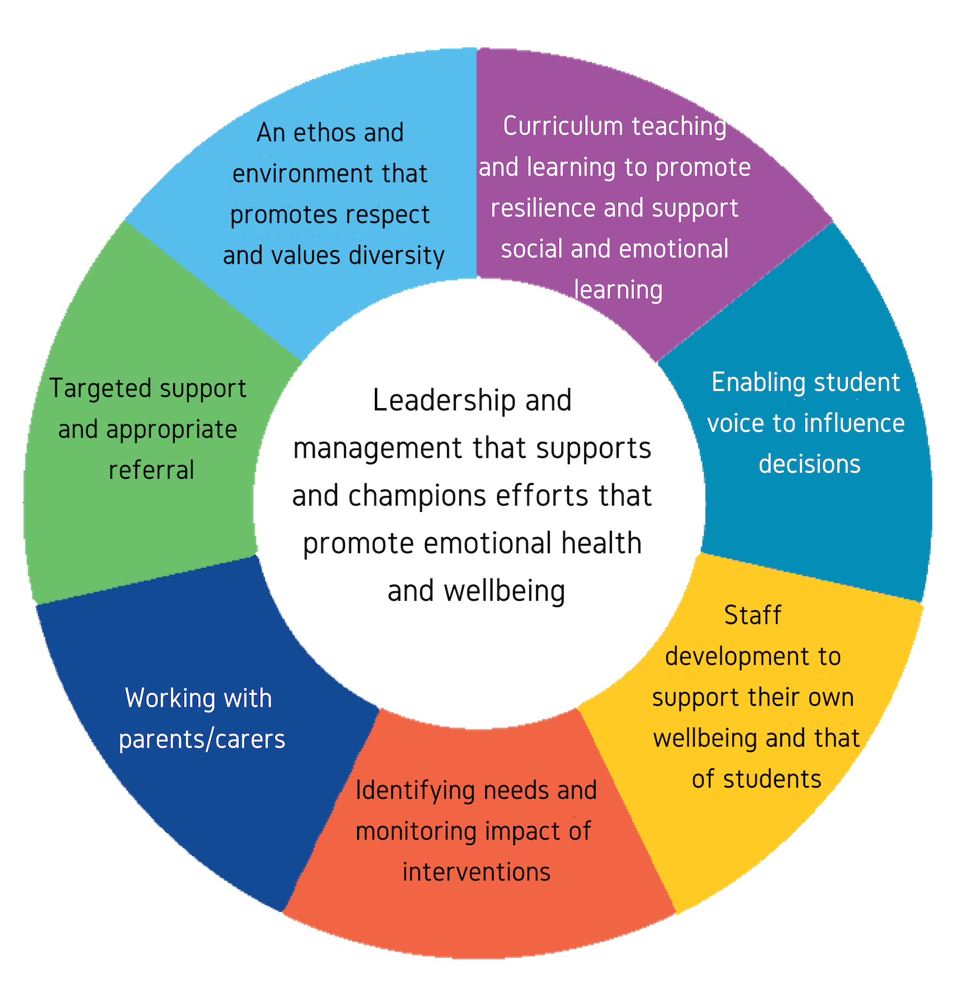 An ethos and
environment that
promotes respect
and values diversity
Curriculum teaching
and learning to promote
resilience and support
social and emotional
learning
Enabling student
voice to influence
decisions
Staff
development to
support their own
wellbeing and that
of students
Identifying needs and
monitoring impact of
interventions
Working with
parents/carers
Targeted support
and appropriate
referral
Leadership and
management that supports
and champions efforts that
promote emotional health
and wellbeing